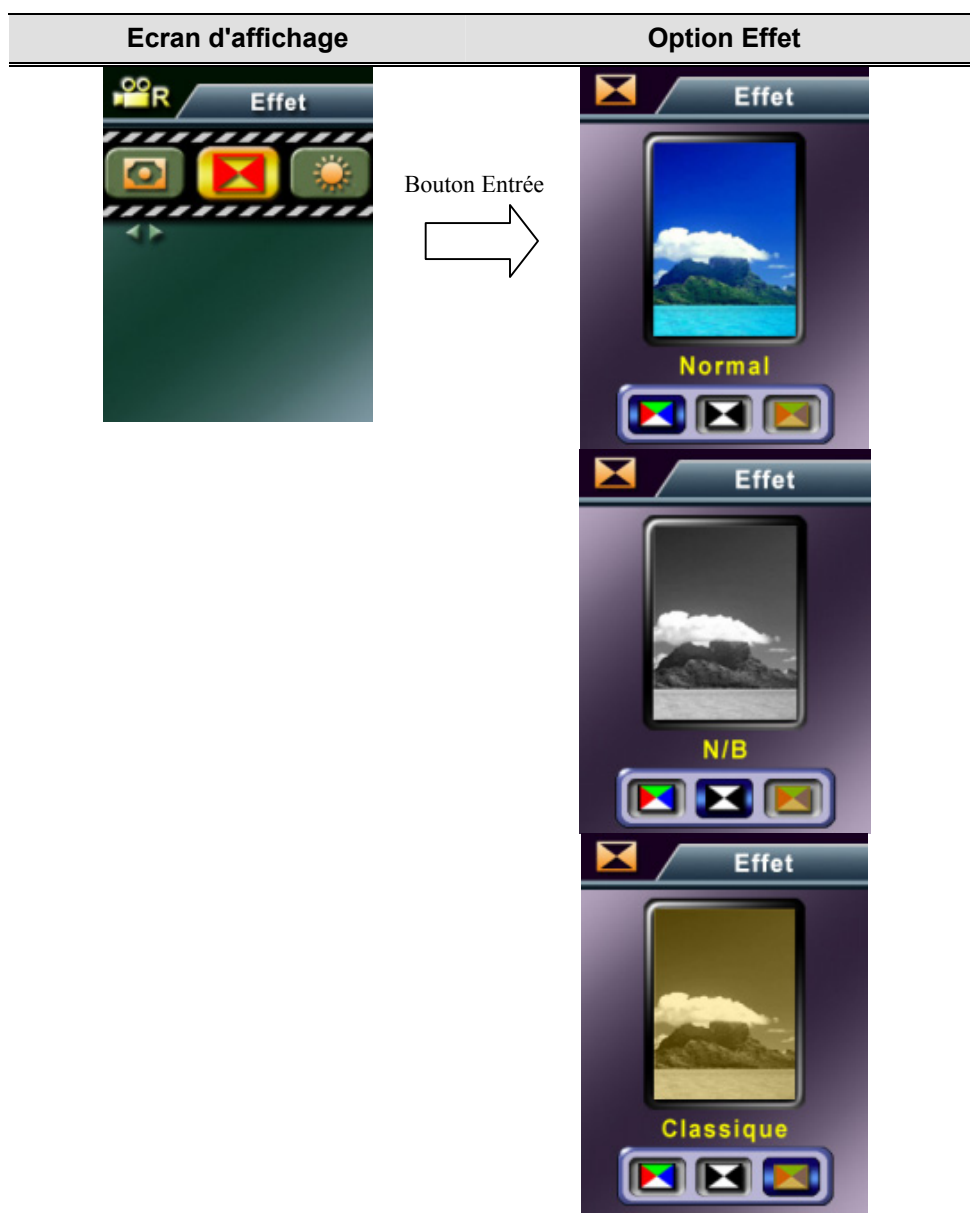 Ecran d'affichage Option Effet
R Effet
Bouton Entrée
Effet
Normal
Effet
N/B
Effet
Classique